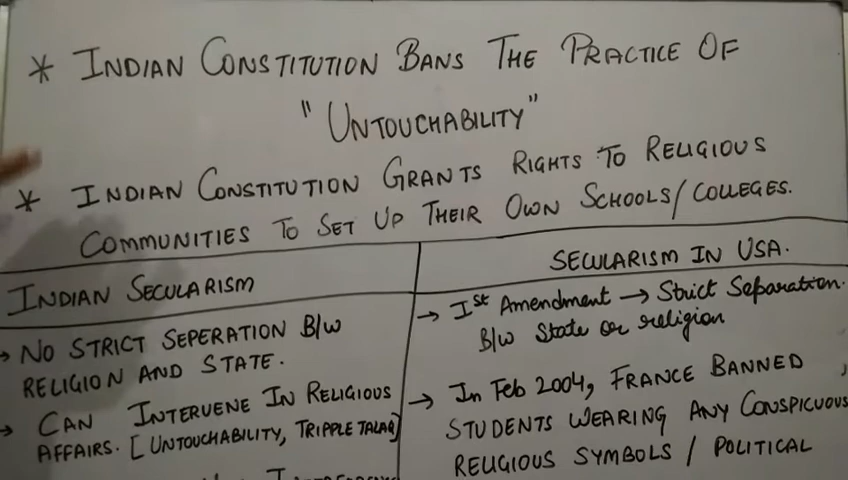 * INDIAN CONSTITUTION BANS THE PRACTICE OF
"UNTOUCHABILITY"
* INDIAN CONSTITUTION GRANTS RIGHTS TO RELIGIOUS
COMMUNITIES TO SET UP THEIR OWN SCHOOLS/COLLEGES.
INDIAN SECULARISM
→ NO STRICT SEPERATION B/W
RELIGION AND STATE.
→ CAN INTERVENE IN RELIGIOUS
AFFAIRS. [UNTOUCHABILITY, TRIPPLE TALAQ]
SECULARISM IN USA.
→ Ist Amendment → Strict Separation.
B/w State or religion
→ In Feb 2004, FRANCE BANNED
STUDENTS WEARING ANY CONSPICUOUS
RELIGIOUS SYMBOLS / POLITICAL